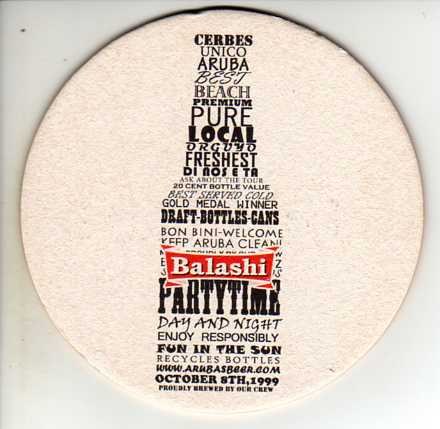 CERBES
UNICO
ARUBA
BEST
BEACH
PREMIUM
PURE
LOCAL
ORGUYO
FRESHEST
DI NOS E TA
ASK ABOUT THE TOUR
20 CENT BOTTLE VALUE
BEST SERVED COLD
GOLD MEDAL WINNER
DRAFT-BOTTLES-CANS
BON BINI-WELCOME
KEEP ARUBA CLEAN!
Balashi
PARTYTIME
DAY AND NIGHT
ENJOY RESPONSIBLY
FUN IN THE SUN
RECYCLES BOTTLES
WWW.ARUBASBEER.COM
OCTOBER 8TH,1999
PROUDLY BREWED BY OUR CREW